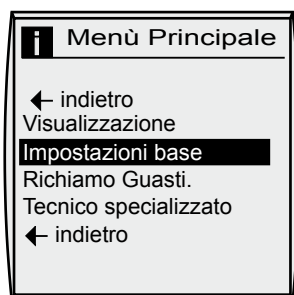 i Menù Principale
← indietro
Visualizzazione
Impostazioni base
Richiamo Guasti.
Tecnico specializzato
← indietro